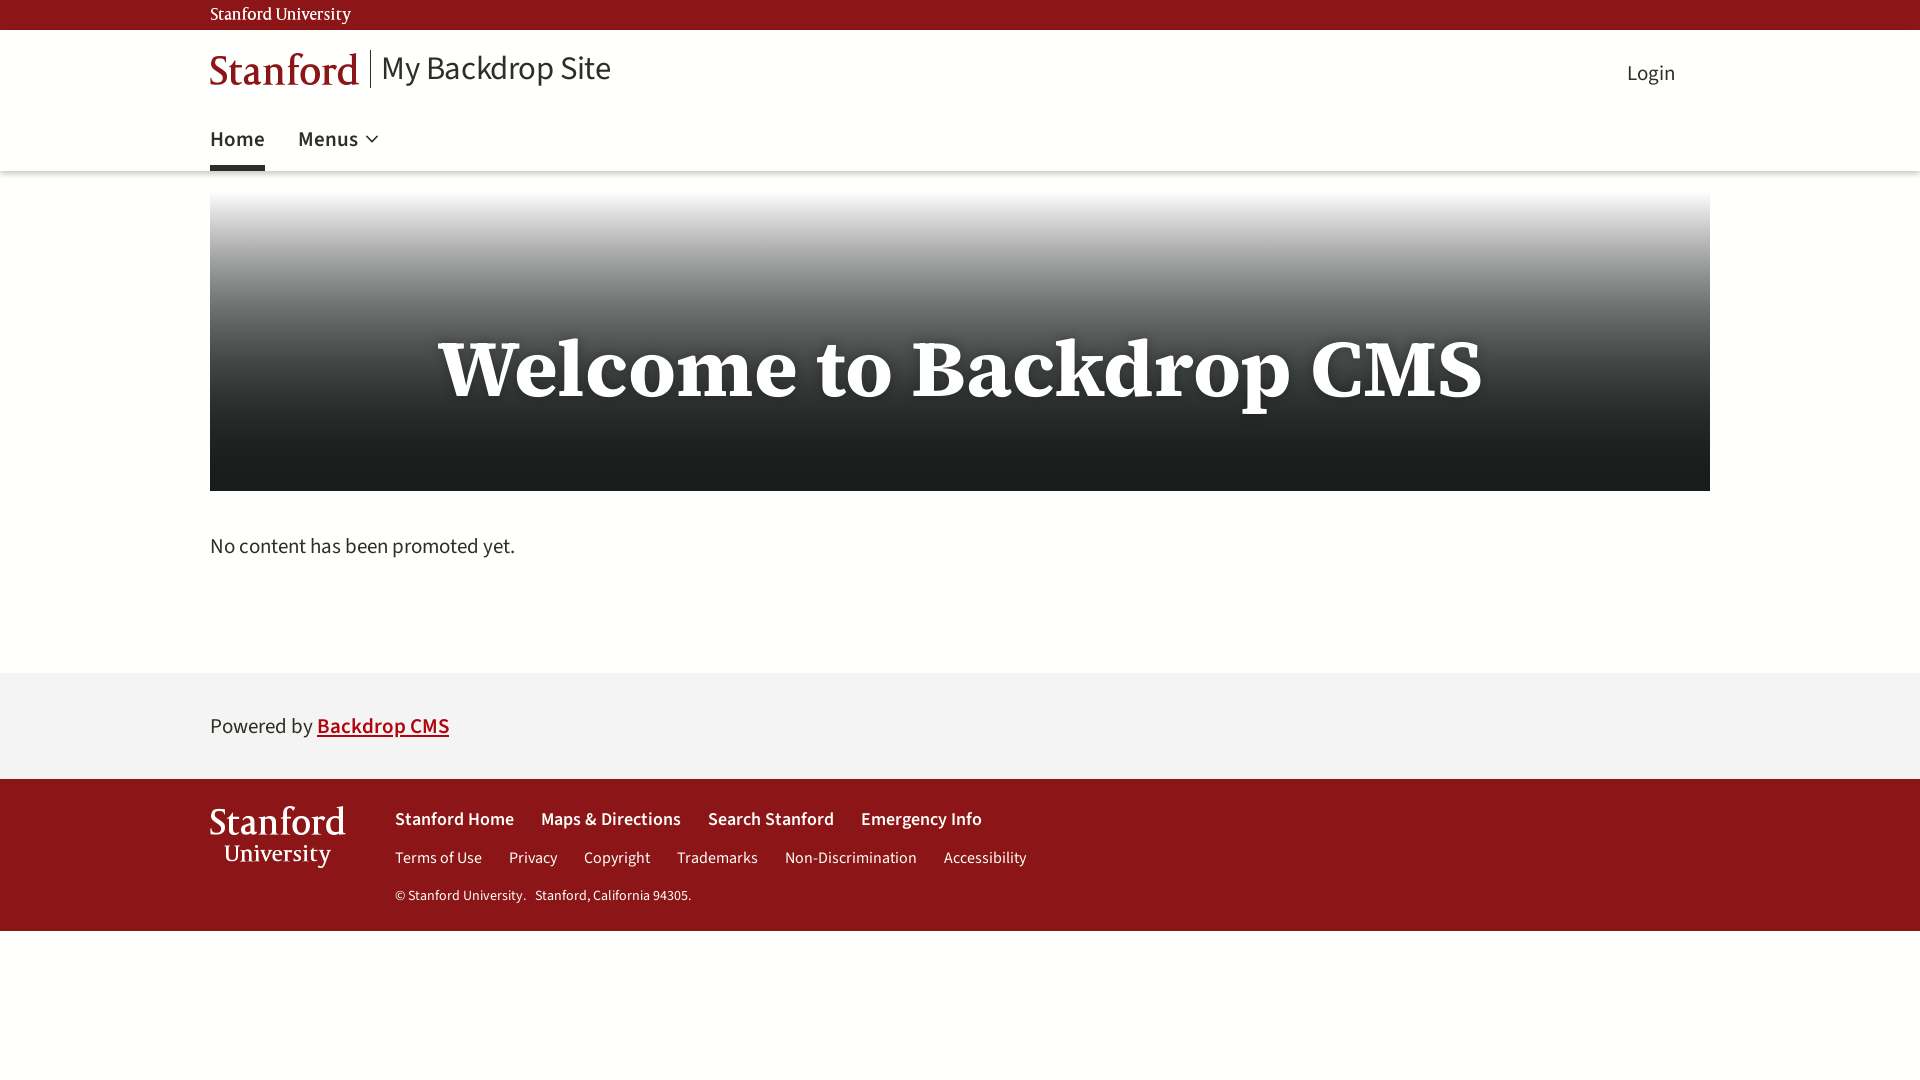 Stanford University
Stanford My Backdrop Site
Login
Home Menus
Welcome to Backdrop CMS
No content has been promoted yet.
Powered by Backdrop CMS
Stanford
University
Stanford Home Maps & Directions Search Stanford Emergency Info
Terms of Use Privacy Copyright Trademarks Non-Discrimination Accessibility
© Stanford University. Stanford, California 94305.